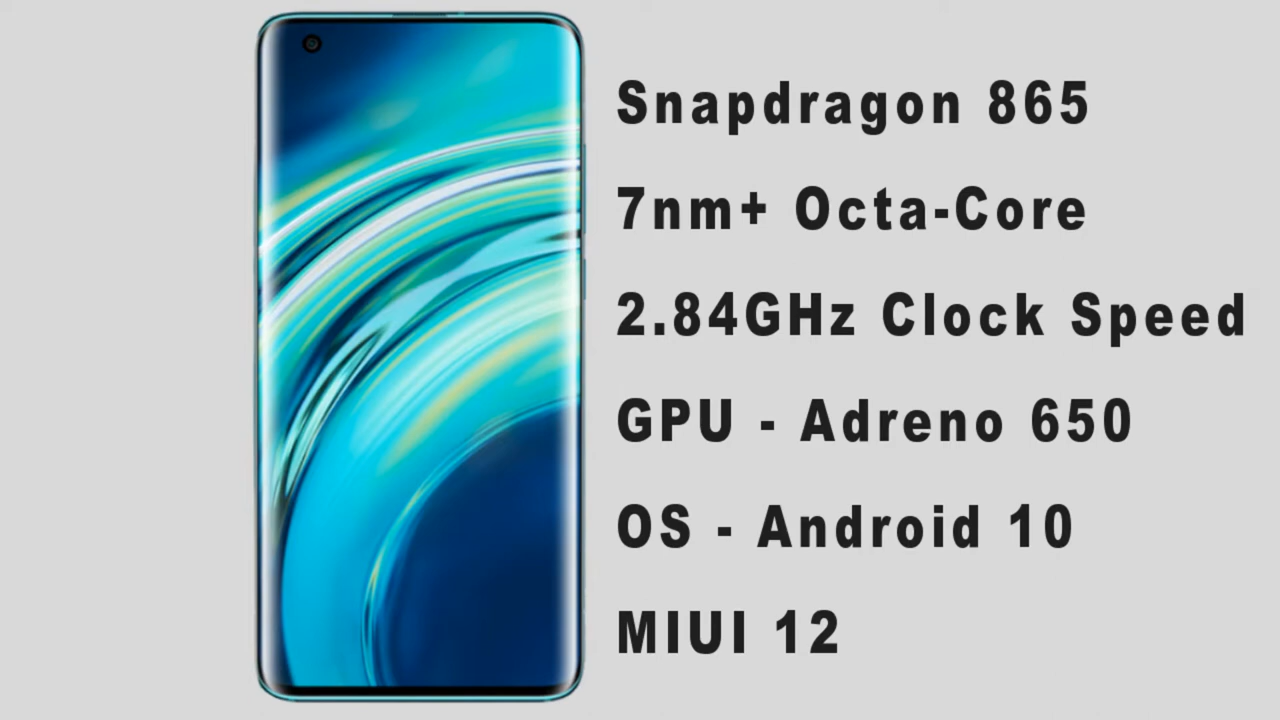 Snapdragon 865
7nm+ Octa-Core
2.84GHz Clock Speed
GPU - Adreno 650
OS - Android 10
MIUI 12